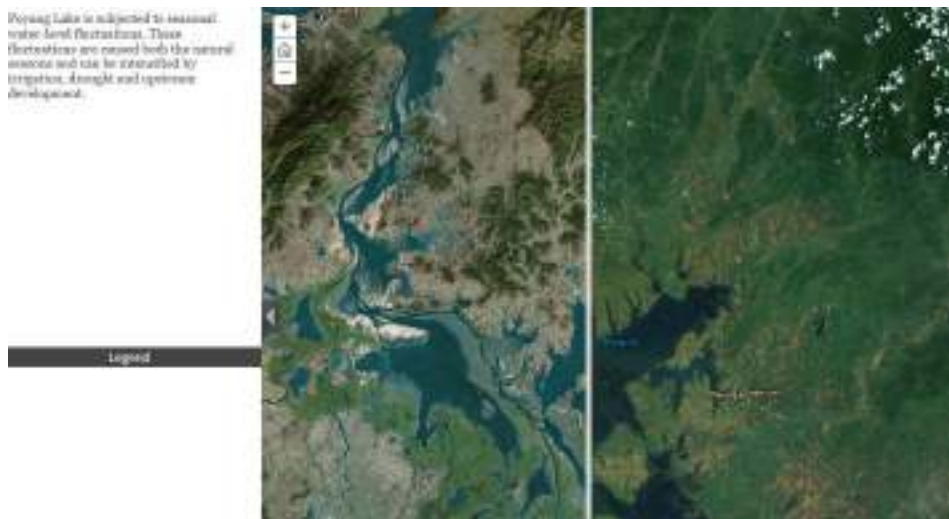 Poyang Lake is subjected to seasonal
water-level fluctuations. These
fluctuations are caused both the natural
seasons and can be intensified by
irrigation, drought and upstream
development.
Legend